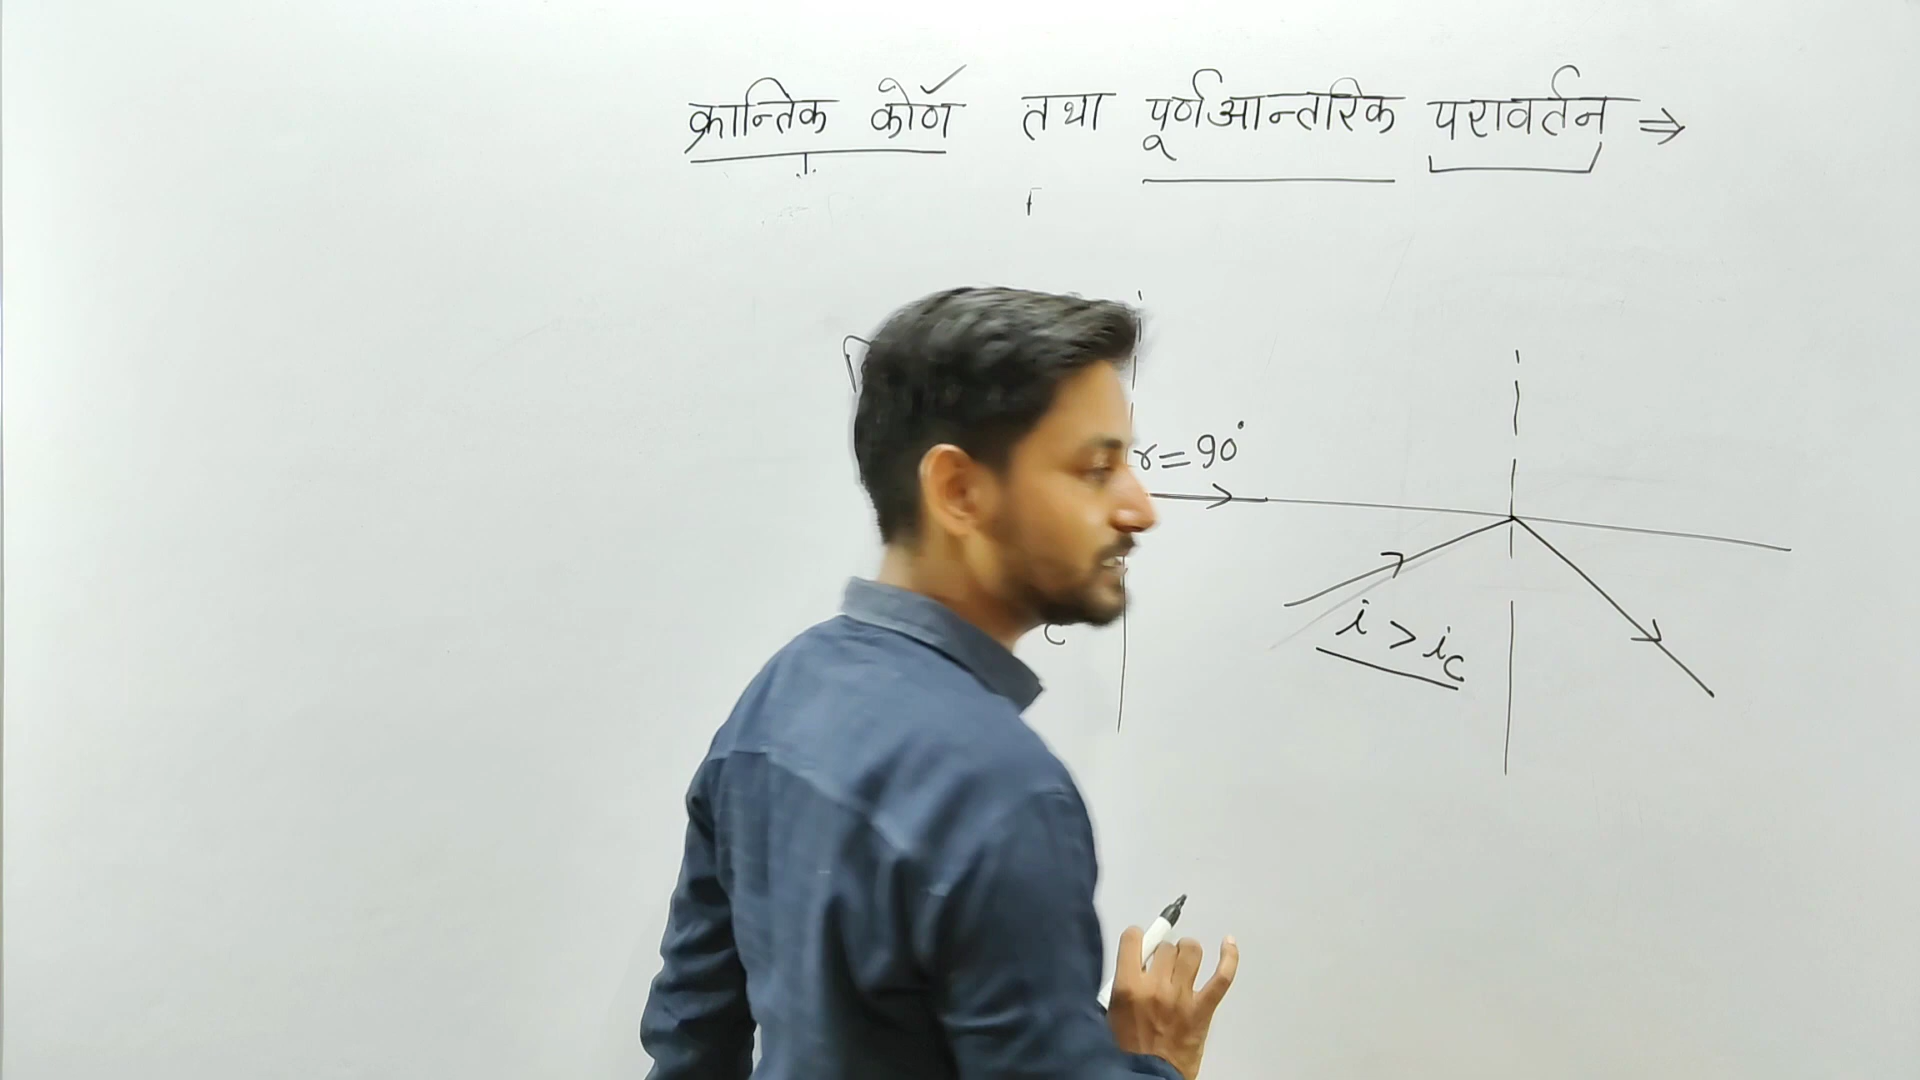 क्रान्तिक कोण तथा पूर्णआन्तरिक परावर्तन ⇒
r = 90°
i > ic